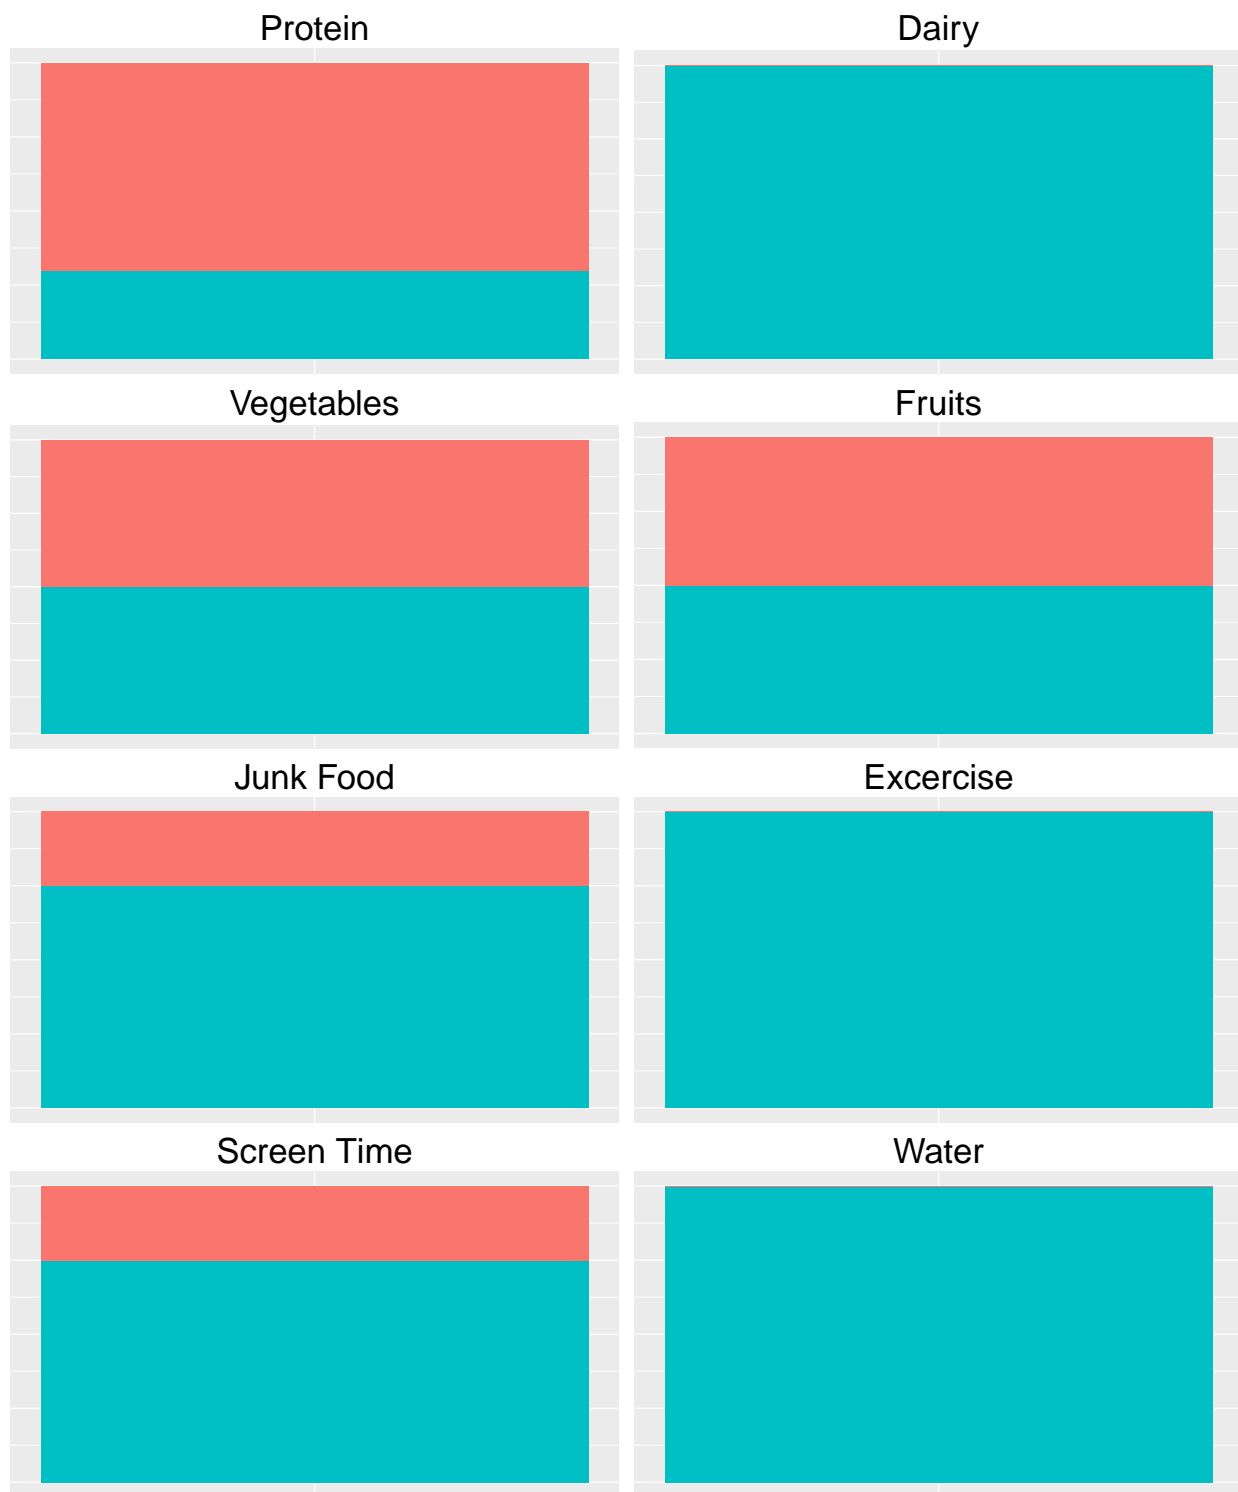 Protein
Dairy
Vegetables
Fruits
Junk Food
Excercise
Screen Time
Water